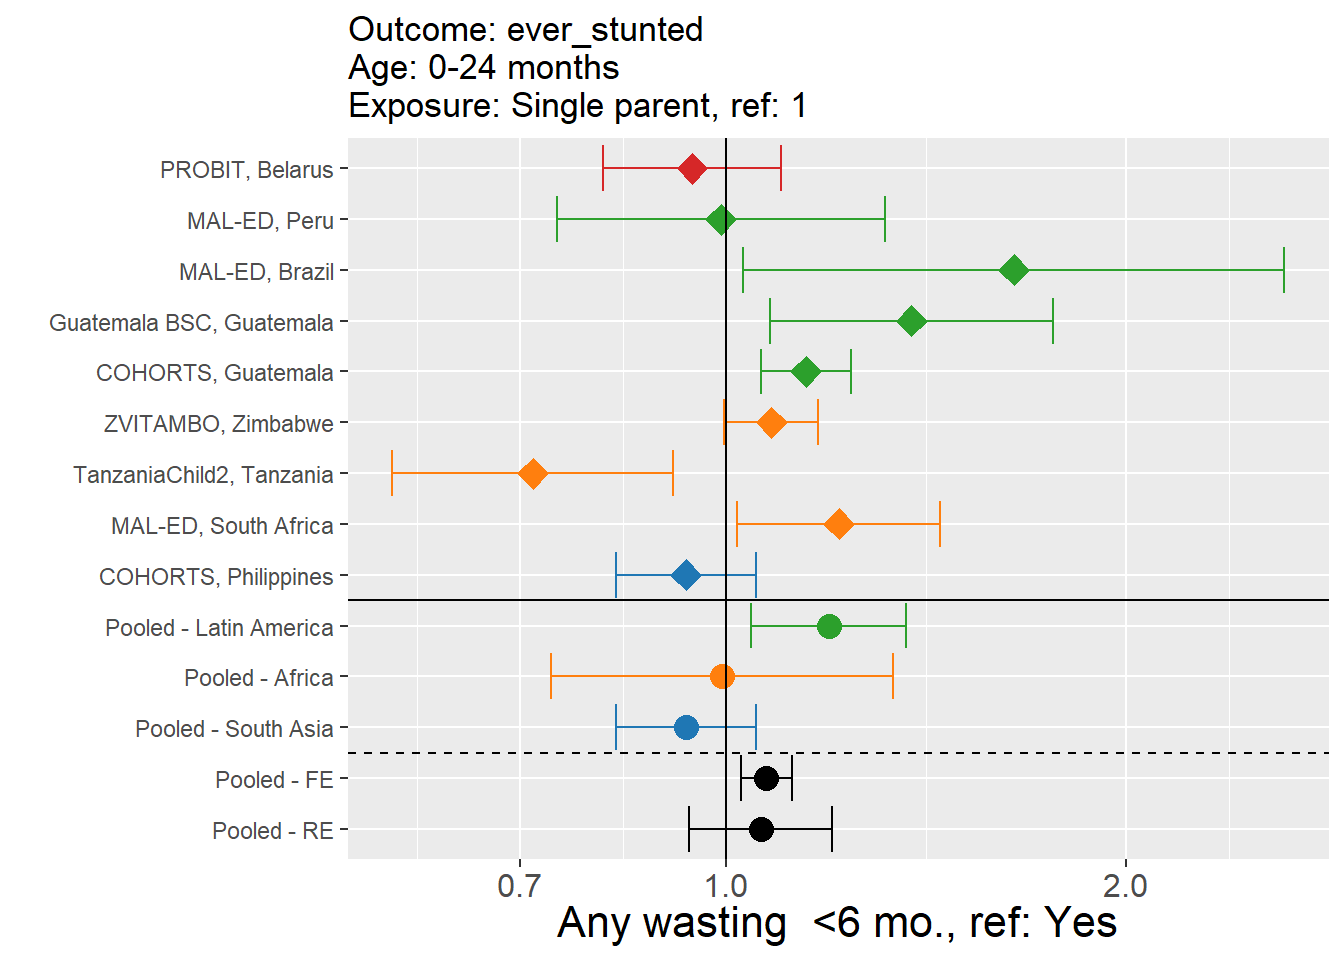 Outcome: ever_stunted
Age: 0-24 months
Exposure: Single parent, ref: 1
PROBIT, Belarus
MAL-ED, Peru
MAL-ED, Brazil
Guatemala BSC, Guatemala
COHORTS, Guatemala
ZVITAMBO, Zimbabwe
TanzaniaChild2, Tanzania
MAL-ED, South Africa
COHORTS, Philippines
Pooled - Latin America
Pooled - Africa
Pooled - South Asia
Pooled - FE
Pooled - RE
0.7 1.0 2.0
Any wasting  <6 mo., ref: Yes